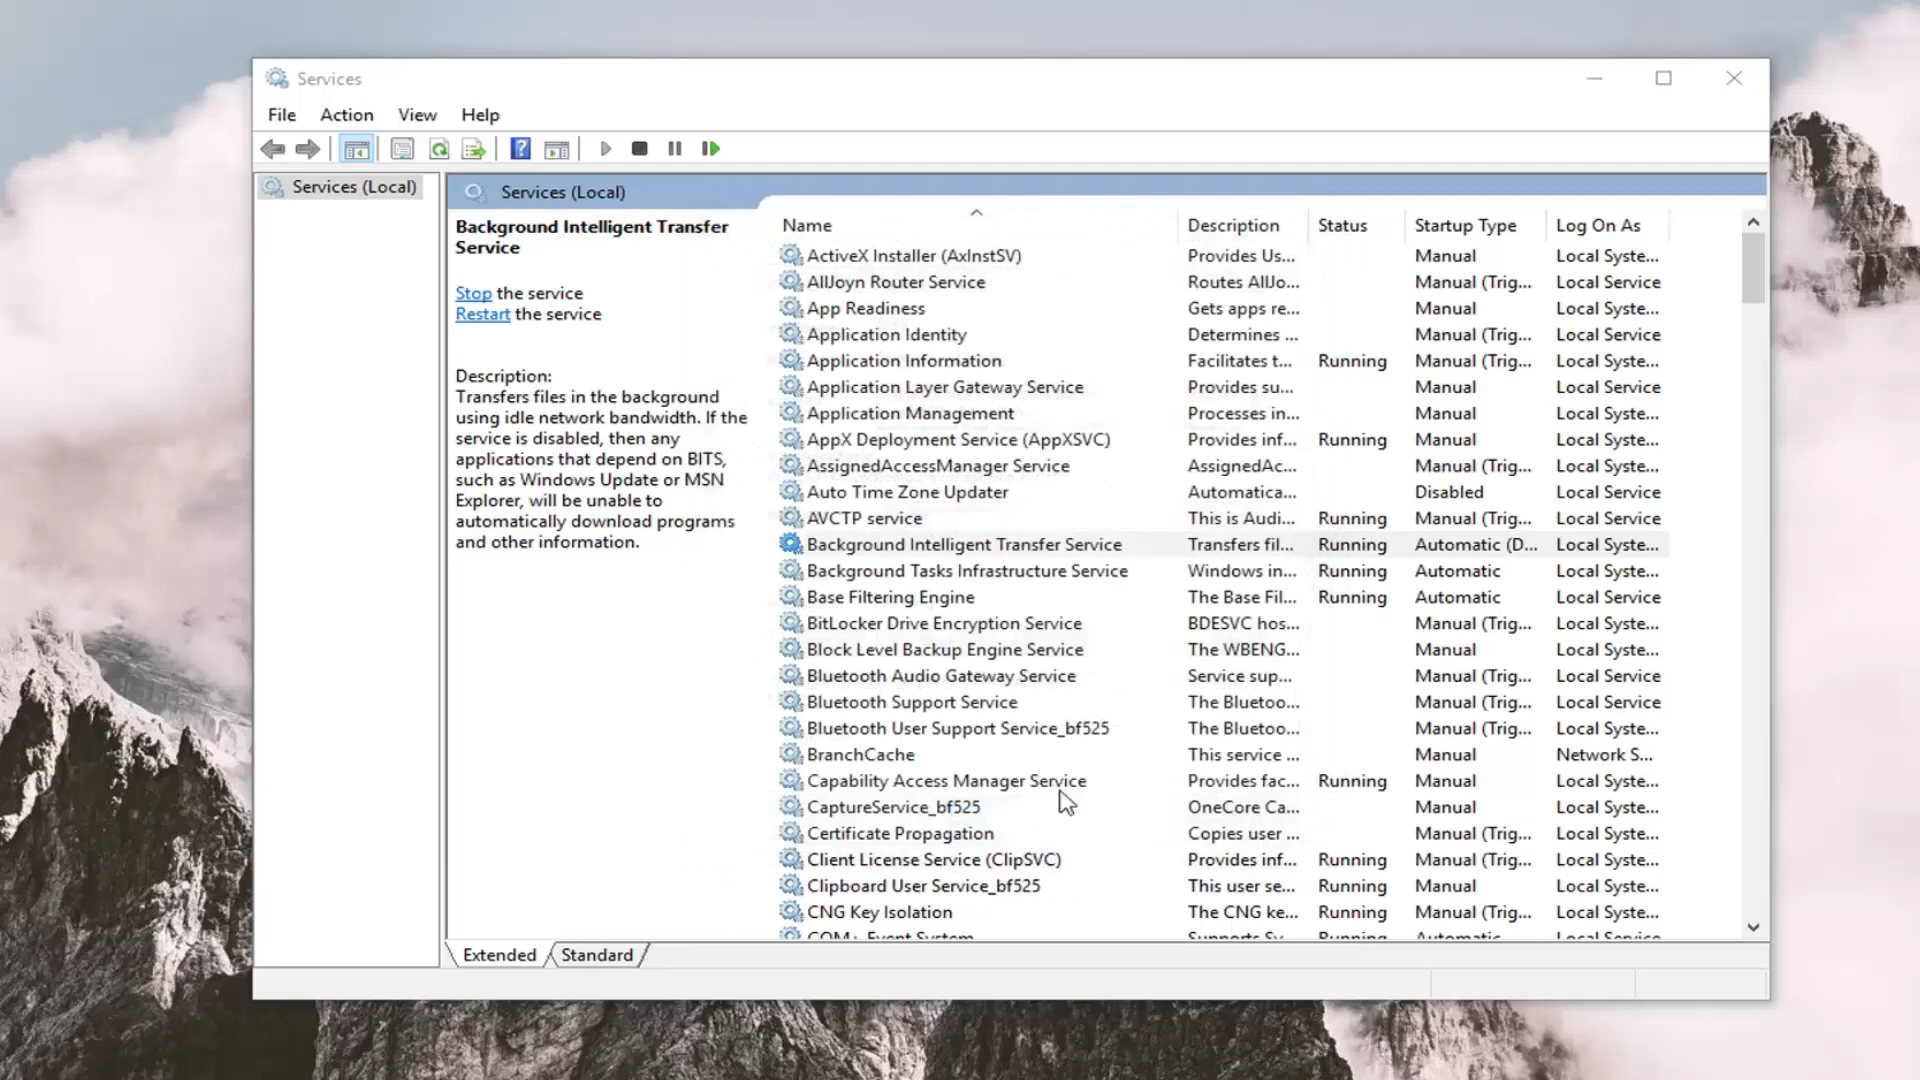 Services
File Action View Help
Services (Local)
Services (Local)
Background Intelligent Transfer
Service
Stop the service
Restart the service
Description:
Transfers files in the background
using idle network bandwidth. If the
service is disabled, then any
applications that depend on BITS,
such as Windows Update or MSN
Explorer, will be unable to
automatically download programs
and other information.
Name Description Status Startup Type Log On As
ActiveX Installer (AxInstSV) Provides Us... Manual Local Syste...
AllJoyn Router Service Routes AllJo... Manual (Trig... Local Service
App Readiness Gets apps re... Manual Local Syste...
Application Identity Determines ... Manual (Trig... Local Service
Application Information Facilitates t... Running Manual (Trig... Local Syste...
Application Layer Gateway Service Provides su... Manual Local Service
Application Management Processes in... Manual Local Syste...
AppX Deployment Service (AppXSVC) Provides inf... Running Manual Local Syste...
AssignedAccessManager Service AssignedAc... Manual (Trig... Local Syste...
Auto Time Zone Updater Automatica... Disabled Local Service
AVCTP service This is Audi... Running Manual (Trig... Local Service
Background Intelligent Transfer Service Transfers fil... Running Automatic (D... Local Syste...
Background Tasks Infrastructure Service Windows in... Running Automatic Local Syste...
Base Filtering Engine The Base Fil... Running Automatic Local Service
BitLocker Drive Encryption Service BDESVC hos... Manual (Trig... Local Syste...
Block Level Backup Engine Service The WBENG... Manual Local Syste...
Bluetooth Audio Gateway Service Service sup... Manual (Trig... Local Service
Bluetooth Support Service The Bluetoo... Manual (Trig... Local Service
Bluetooth User Support Service_bf525 The Bluetoo... Manual (Trig... Local Syste...
BranchCache This service ... Manual Network S...
Capability Access Manager Service Provides fac... Running Manual Local Syste...
CaptureService_bf525 OneCore Ca... Manual Local Syste...
Certificate Propagation Copies user ... Manual (Trig... Local Syste...
Client License Service (ClipSVC) Provides inf... Running Manual (Trig... Local Syste...
Clipboard User Service_bf525 This user se... Running Manual Local Syste...
CNG Key Isolation The CNG ke... Running Manual (Trig... Local Syste...
COM+ Event System Supports Sy... Running Automatic Local Service
Extended Standard